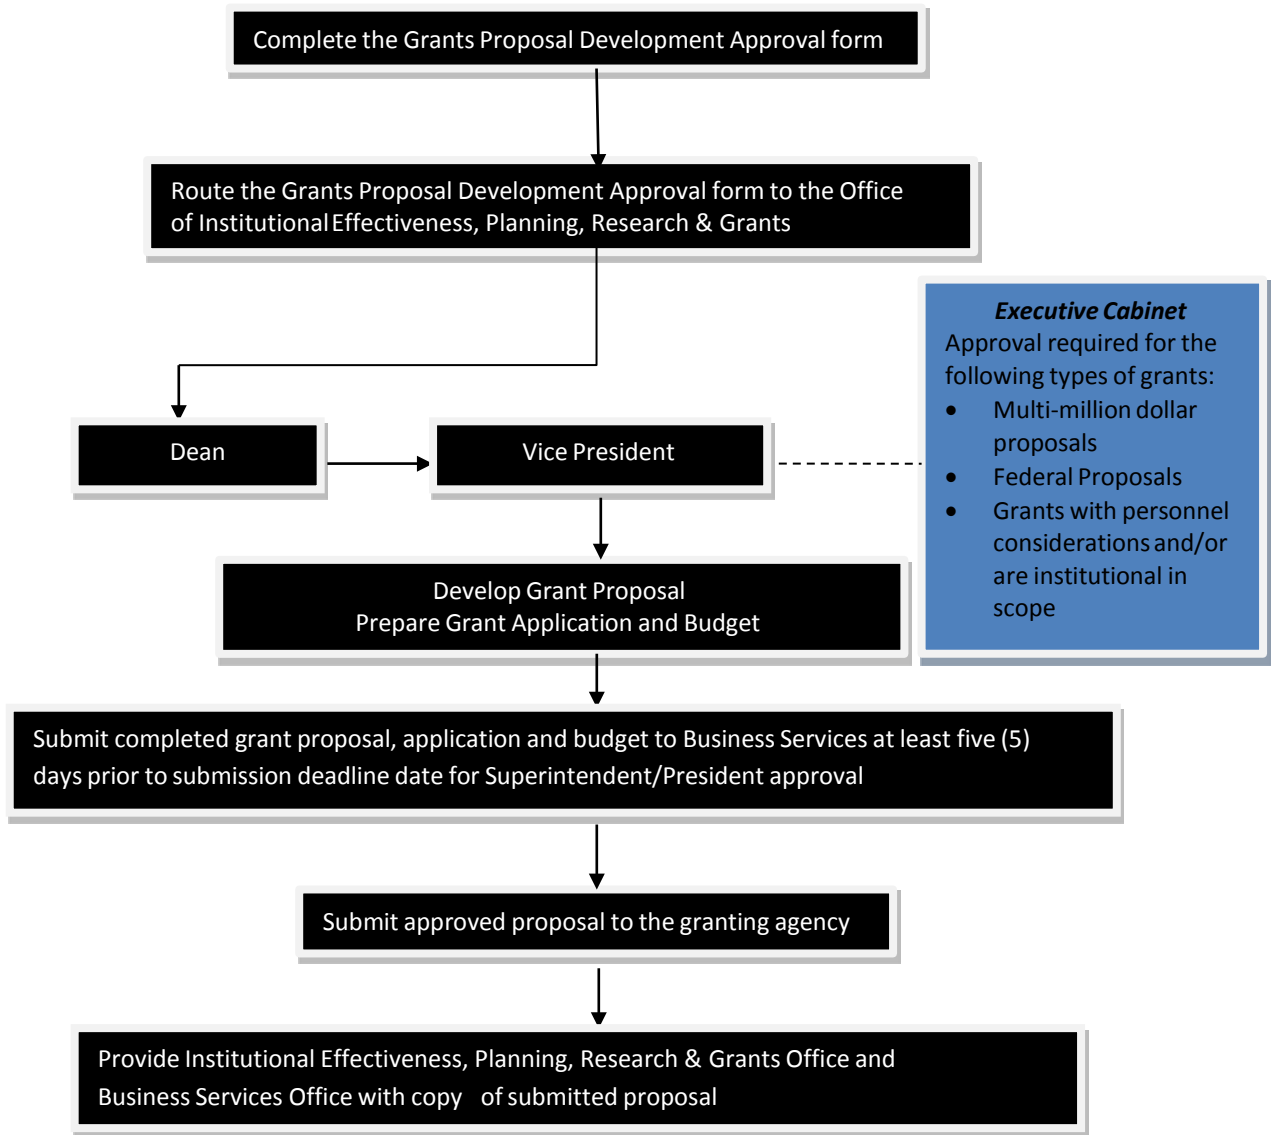 Complete the Grants Proposal Development Approval form
Route the Grants Proposal Development Approval form to the Office
of Institutional Effectiveness, Planning, Research & Grants
Executive Cabinet
Approval required for the
following types of grants:
• Multi-million dollar
proposals
• Federal Proposals
• Grants with personnel
considerations and/or
are institutional in
scope
Dean
Vice President
Develop Grant Proposal
Prepare Grant Application and Budget
Submit completed grant proposal, application and budget to Business Services at least five (5)
days prior to submission deadline date for Superintendent/President approval
Submit approved proposal to the granting agency
Provide Institutional Effectiveness, Planning, Research & Grants Office and
Business Services Office with copy of submitted proposal